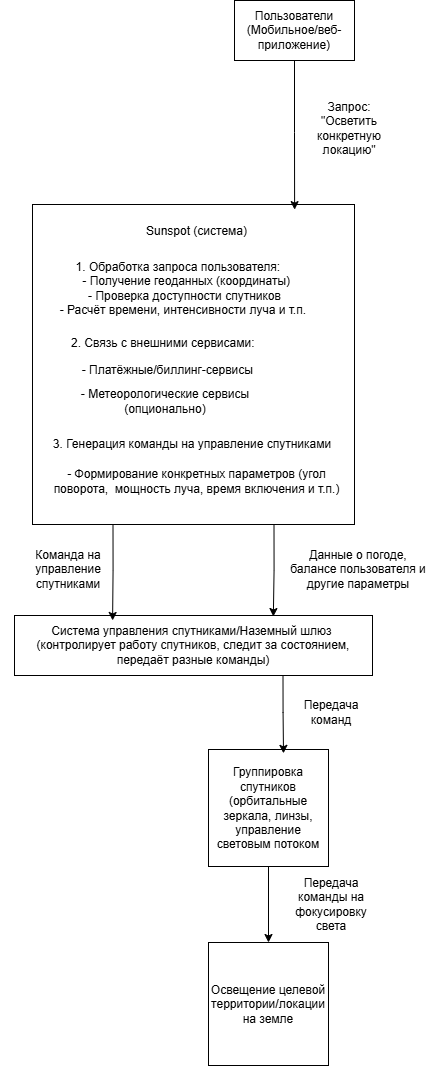 Пользователи
(Мобильное/веб-
приложение)
Запрос:
"Осветить
конкретную
локацию"
Sunspot (система)
1. Обработка запроса пользователя:
- Получение геоданных (координаты)
- Проверка доступности спутников
- Расчёт времени, интенсивности луча и т.п.
2. Связь с внешними сервисами:
- Платёжные/биллинг-сервисы
- Метеорологические сервисы
(опционально)
3. Генерация команды на управление спутниками
- Формирование конкретных параметров (угол
поворота, мощность луча, время включения и т.п.)
Команда на
управление
спутниками
Данные о погоде,
балансе пользователя и
другие параметры
Система управления спутниками/Наземный шлюз
(контролирует работу спутников, следит за состоянием,
передаёт разные команды)
Передача
команд
Группировка
спутников
(орбитальные
зеркала, линзы,
управление
световым потоком
Передача
команды на
фокусировку
света
Освещение целевой
территории/локации
на земле